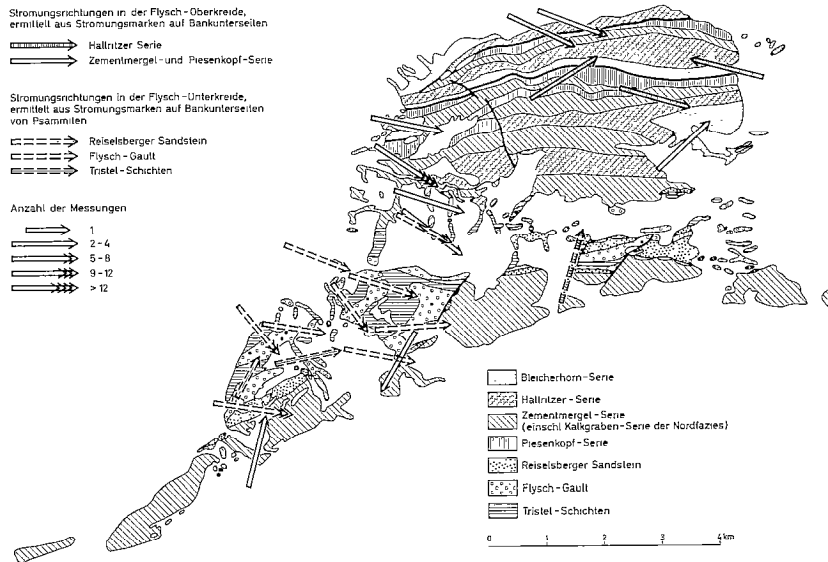 Stromungsrichtungen in der Flysch-Oberkreide,
ermittelt aus Stromungsmarken auf Bankunterseiten
Hallritzer Serie
Zementmergel-und Piesenkopf-Serie
Stromungsrichtungen in der Flysch-Unterkreide,
ermittelt aus Stromungsmarken auf Bankunterseiten
von Psammiten
Reiselsberger Sandstein
Flysch-Gault
Tristel-Schichten
Anzahl der Messungen
1
2-4
5-8
9-12
>12
Bleicherhorn-Serie
Hallritzer-Serie
Zementmergel-Serie
(einschl Kalkgraben-Serie der Nordfazies)
Piesenkopf-Serie
Reiselsberger Sandstein
Flysch-Gault
Tristel-Schichten
0 1 2 3 4 km